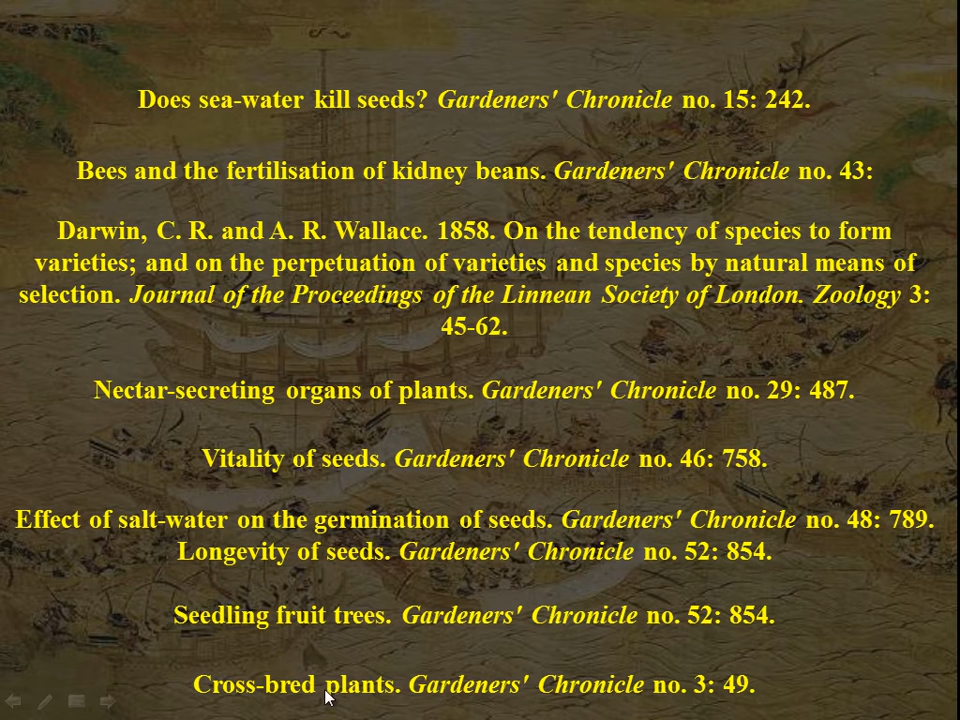 Does sea-water kill seeds? Gardeners' Chronicle no. 15: 242.
Bees and the fertilisation of kidney beans. Gardeners' Chronicle no. 43:
Darwin, C. R. and A. R. Wallace. 1858. On the tendency of species to form
varieties; and on the perpetuation of varieties and species by natural means of
selection. Journal of the Proceedings of the Linnean Society of London. Zoology 3:
45-62.
Nectar-secreting organs of plants. Gardeners' Chronicle no. 29: 487.
Vitality of seeds. Gardeners' Chronicle no. 46: 758.
Effect of salt-water on the germination of seeds. Gardeners' Chronicle no. 48: 789.
Longevity of seeds. Gardeners' Chronicle no. 52: 854.
Seedling fruit trees. Gardeners' Chronicle no. 52: 854.
Cross-bred plants. Gardeners' Chronicle no. 3: 49.